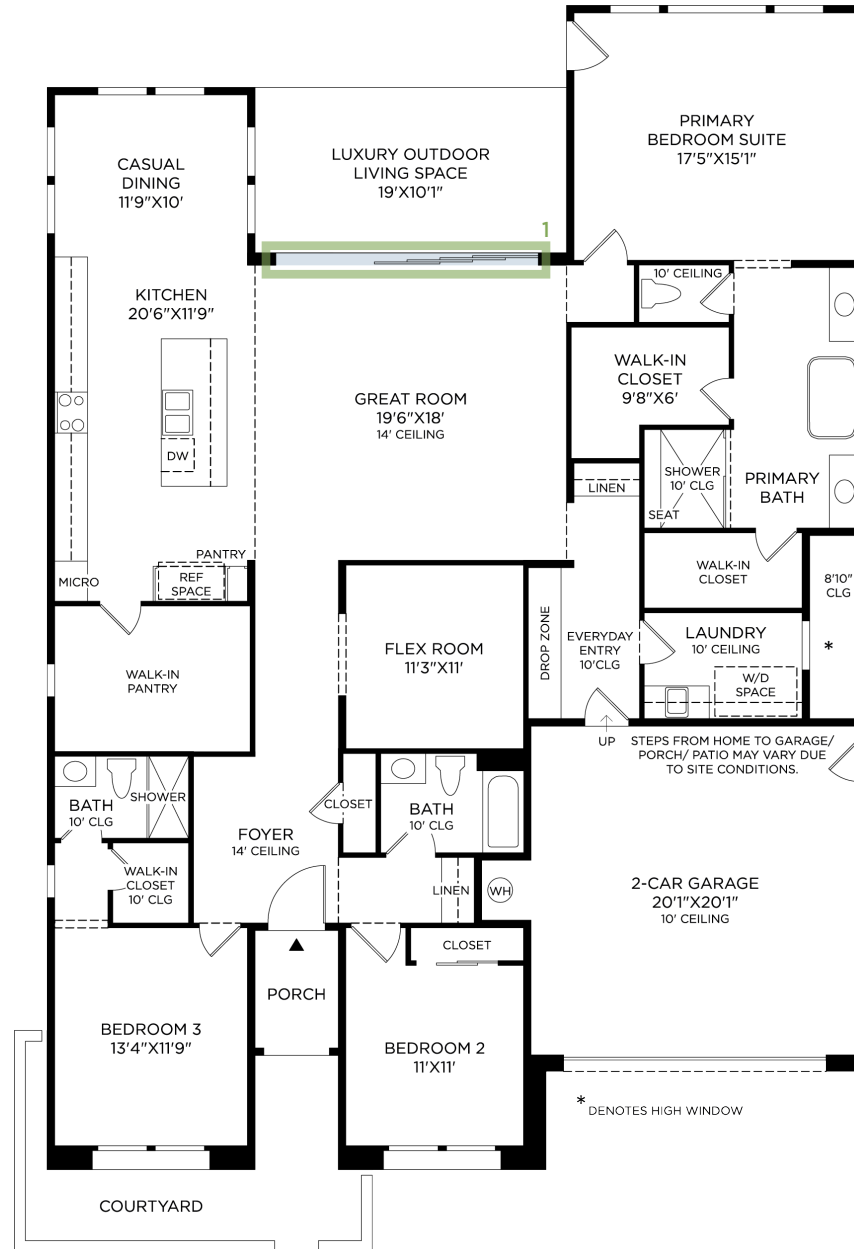 PRIMARY
BEDROOM SUITE
17'5"X15'1"
CASUAL
DINING
11'9"X10'
LUXURY OUTDOOR
LIVING SPACE
19'X10'1"
1
10' CEILING
KITCHEN
20'6"X11'9"
WALK-IN
CLOSET
9'8"X6'
GREAT ROOM
19'6"X18'
14' CEILING
DW
SHOWER
10' CLG
SEAT
LINEN
PRIMARY
BATH
PANTRY
MICRO
REF
SPACE
WALK-IN
CLOSET
8'10"
CLG
*
DROP ZONE
EVERYDAY
ENTRY
10'CLG
LAUNDRY
10' CEILING
W/D
SPACE
FLEX ROOM
11'3"X11'
WALK-IN
PANTRY
UP
STEPS FROM HOME TO GARAGE/
PORCH/ PATIO MAY VARY DUE
TO SITE CONDITIONS.
BATH
10' CLG
SHOWER
CLOSET
BATH
10' CLG
FOYER
14' CEILING
WALK-IN
CLOSET
10' CLG
LINEN
WH
2-CAR GARAGE
20'1"X20'1"
10' CEILING
CLOSET
PORCH
BEDROOM 3
13'4"X11'9"
BEDROOM 2
11'X11'
* DENOTES HIGH WINDOW
COURTYARD